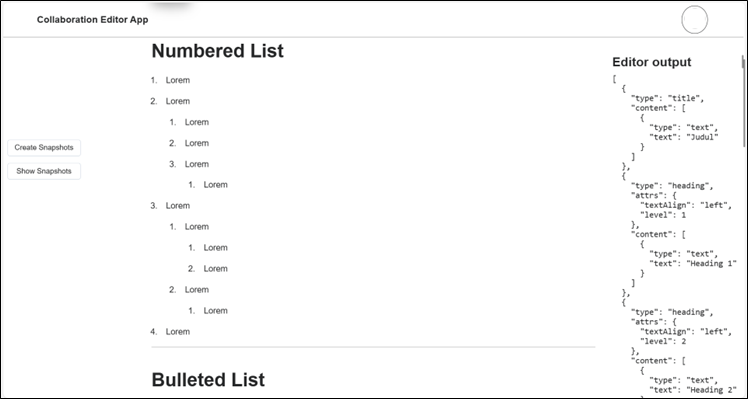 Collaboration Editor App
Create Snapshots
Show Snapshots
Numbered List
1. Lorem
2. Lorem
1. Lorem
2. Lorem
3. Lorem
1. Lorem
3. Lorem
1. Lorem
1. Lorem
2. Lorem
2. Lorem
1. Lorem
4. Lorem
Bulleted List
Editor output
[
{
"type": "title",
"content": [
{
"type": "text",
"text": "Judul"
}
]
},
{
"type": "heading",
"attrs": {
"textAlign": "left",
"level": 1
},
"content": [
{
"type": "text",
"text": "Heading 1"
}
]
},
{
"type": "heading",
"attrs": {
"textAlign": "left",
"level": 2
},
"content": [
{
"type": "text",
"text": "Heading 2"
}